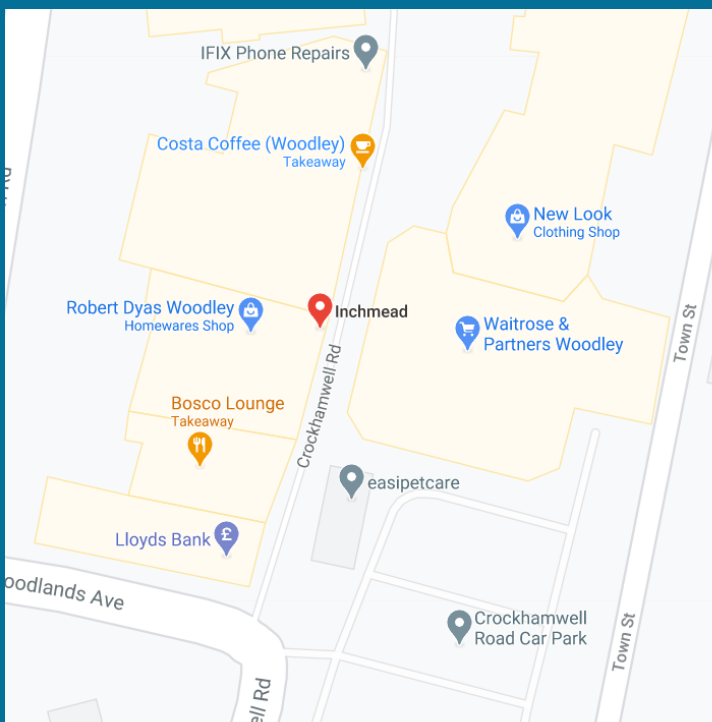 IFIX Phone Repairs
Costa Coffee (Woodley)
Takeaway
New Look
Clothing Shop
Robert Dyas Woodley
Homewares Shop
Inchmead
Waitrose &
Partners Woodley
Town St
Crockhamwell Rd
Bosco Lounge
Takeaway
easipetcare
Lloyds Bank
£
oodlands Ave
Crockhamwell
Road Car Park
Town St
ell Rd